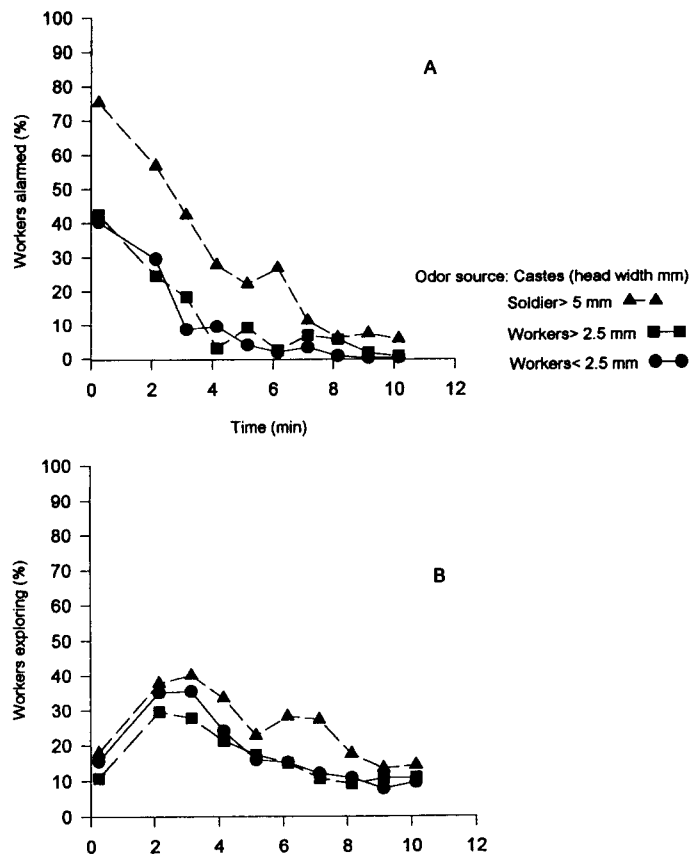 100
90
80
70
60
50
40
30
20
10
0
Workers alarmed (%)
A
0 2 4 6 8 10 12
Time (min)
Odor source: Castes (head width mm)
Soldier> 5 mm
Workers> 2.5 mm
Workers< 2.5 mm
100
90
80
70
60
50
40
30
20
10
0
Workers exploring (%)
B
0 2 4 6 8 10 12